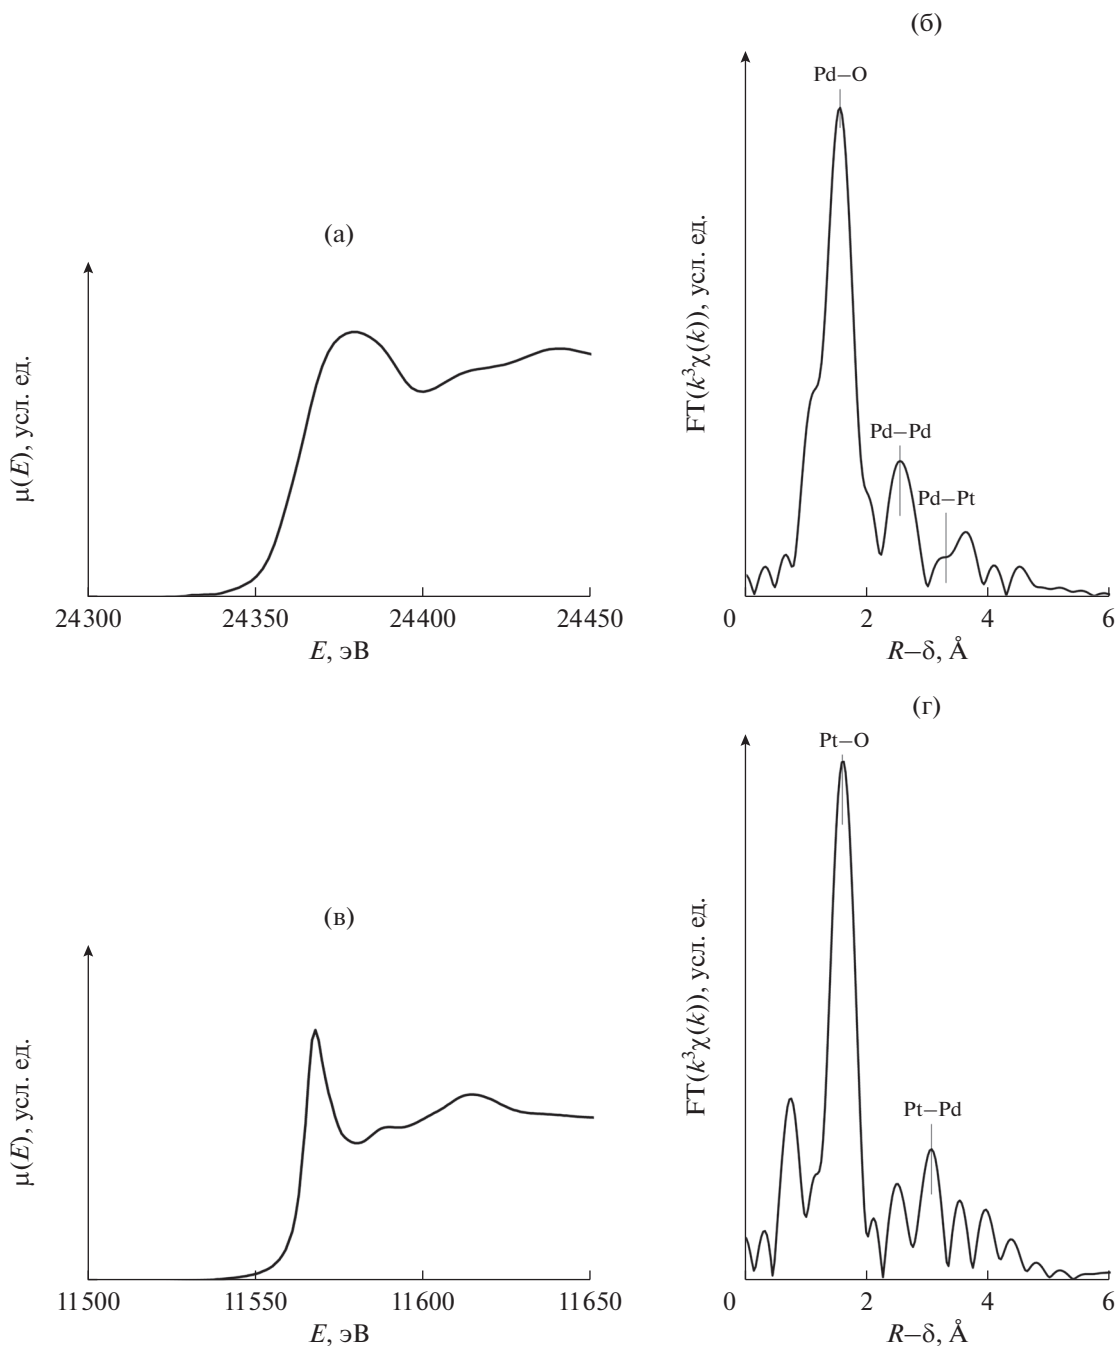 (а)
μ(E), усл. ед.
24300 24350 24400 24450
E, эВ
(б)
FT(k³χ(k)), усл. ед.
Pd–O
Pd–Pd
Pd–Pt
0 2 4 6
R–δ, Å
(в)
μ(E), усл. ед.
11500 11550 11600 11650
E, эВ
(г)
FT(k³χ(k)), усл. ед.
Pt–O
Pt–Pd
0 2 4 6
R–δ, Å